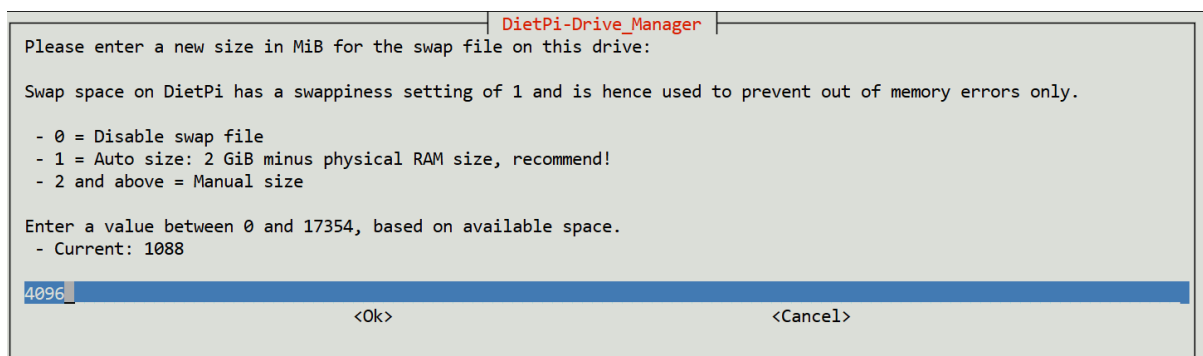 DietPi-Drive_Manager
Please enter a new size in MiB for the swap file on this drive:
Swap space on DietPi has a swappiness setting of 1 and is hence used to prevent out of memory errors only.
- 0 = Disable swap file
- 1 = Auto size: 2 GiB minus physical RAM size, recommend!
- 2 and above = Manual size
Enter a value between 0 and 17354, based on available space.
- Current: 1088
4096
<Ok> <Cancel>